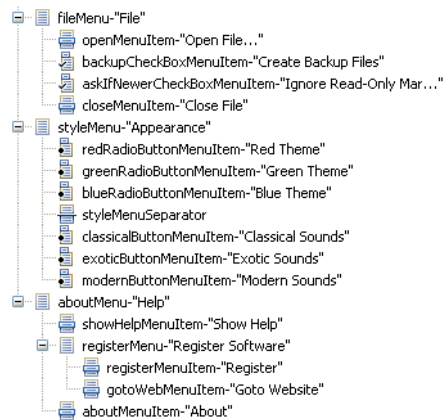 fileMenu-"File"
openMenuItem-"Open File..."
backupCheckBoxMenuItem-"Create Backup Files"
askIfNewerCheckBoxMenuItem-"Ignore Read-Only Mar..."
closeMenuItem-"Close File"
styleMenu-"Appearance"
redRadioButtonMenuItem-"Red Theme"
greenRadioButtonMenuItem-"Green Theme"
blueRadioButtonMenuItem-"Blue Theme"
styleMenuSeparator
classicalButtonMenuItem-"Classical Sounds"
exoticButtonMenuItem-"Exotic Sounds"
modernButtonMenuItem-"Modern Sounds"
aboutMenu-"Help"
showHelpMenuItem-"Show Help"
registerMenu-"Register Software"
registerMenuItem-"Register"
gotoWebMenuItem-"Goto Website"
aboutMenuItem-"About"